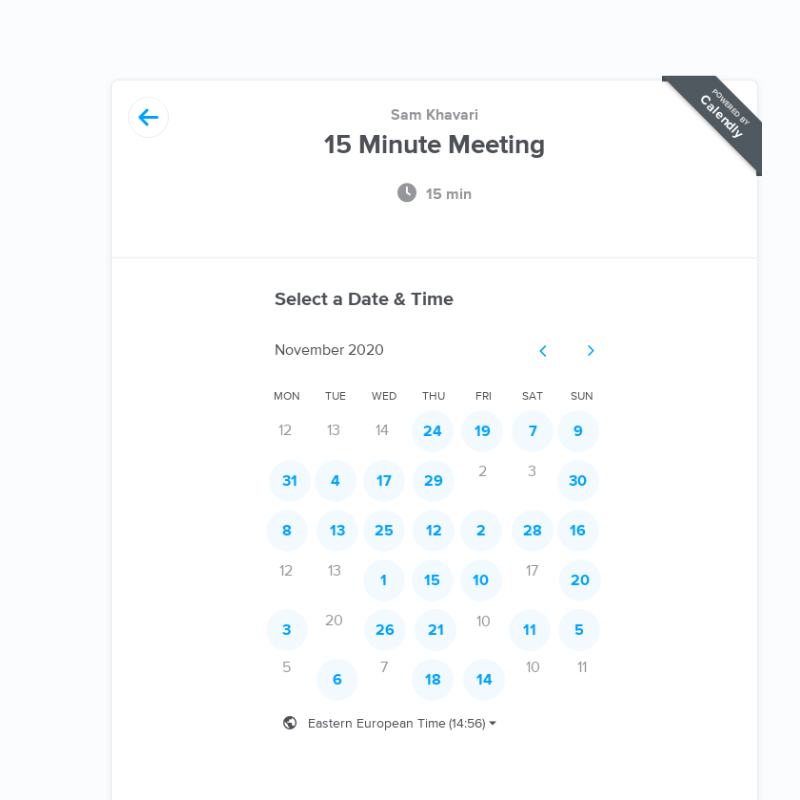 POWERED BY
Calendly
Sam Khavari
15 Minute Meeting
15 min
Select a Date & Time
November 2020
MON TUE WED THU FRI SAT SUN
12 13 14 24 19 7 9
31 4 17 29 2 3 30
8 13 25 12 2 28 16
12 13 1 15 10 17 20
3 20 26 21 10 11 5
5 6 7 18 14 10 11
Eastern European Time (14:56)